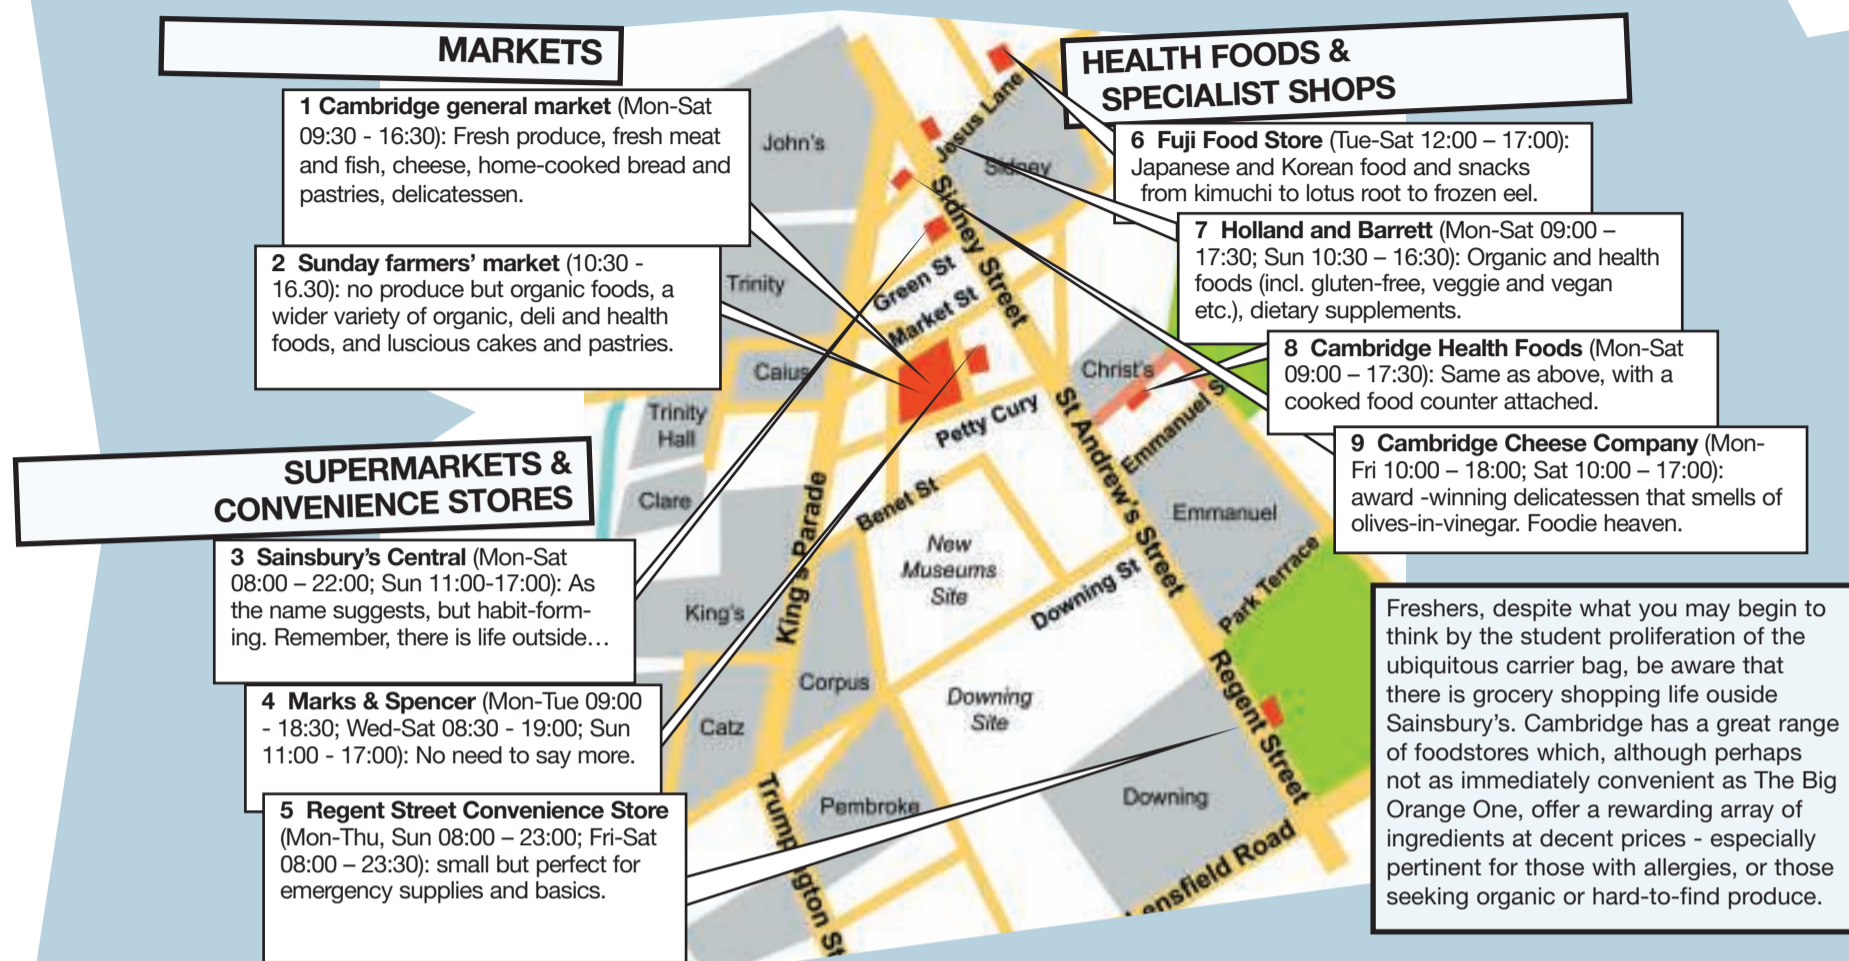 MARKETS
1 Cambridge general market (Mon-Sat
09:30 - 16:30): Fresh produce, fresh meat
and fish, cheese, home-cooked bread and
pastries, delicatessen.
2 Sunday farmers' market (10:30 -
16.30): no produce but organic foods, a
wider variety of organic, deli and health
foods, and luscious cakes and pastries.
SUPERMARKETS &
CONVENIENCE STORES
3 Sainsbury's Central (Mon-Sat
08:00 – 22:00; Sun 11:00-17:00): As
the name suggests, but habit-form-
ing. Remember, there is life outside…
4 Marks & Spencer (Mon-Tue 09:00
- 18:30; Wed-Sat 08:30 - 19:00; Sun
11:00 - 17:00): No need to say more.
5 Regent Street Convenience Store
(Mon-Thu, Sun 08:00 – 23:00; Fri-Sat
08:00 – 23:30): small but perfect for
emergency supplies and basics.
John's
Trinity
Caius
Trinity
Hall
Clare
King's
Catz
Corpus
Pembroke
Jesus Lane
Sidney
Sidney Street
Green St
Market St
Petty Cury
Benet St
King's Parade
New
Museums
Site
Downing
Site
Downing St
Christ's
St Andrew's Street
Emmanuel S
Emmanuel
Park Terrace
Regent Street
Downing
Lensfield Road
Trumpington St
HEALTH FOODS &
SPECIALIST SHOPS
6 Fuji Food Store (Tue-Sat 12:00 – 17:00):
Japanese and Korean food and snacks
from kimuchi to lotus root to frozen eel.
7 Holland and Barrett (Mon-Sat 09:00 –
17:30; Sun 10:30 – 16:30): Organic and health
foods (incl. gluten-free, veggie and vegan
etc.), dietary supplements.
8 Cambridge Health Foods (Mon-Sat
09:00 – 17:30): Same as above, with a
cooked food counter attached.
9 Cambridge Cheese Company (Mon-
Fri 10:00 – 18:00; Sat 10:00 – 17:00):
award -winning delicatessen that smells of
olives-in-vinegar. Foodie heaven.
Freshers, despite what you may begin to
think by the student proliferation of the
ubiquitous carrier bag, be aware that
there is grocery shopping life ouside
Sainsbury's. Cambridge has a great range
of foodstores which, although perhaps
not as immediately convenient as The Big
Orange One, offer a rewarding array of
ingredients at decent prices - especially
pertinent for those with allergies, or those
seeking organic or hard-to-find produce.